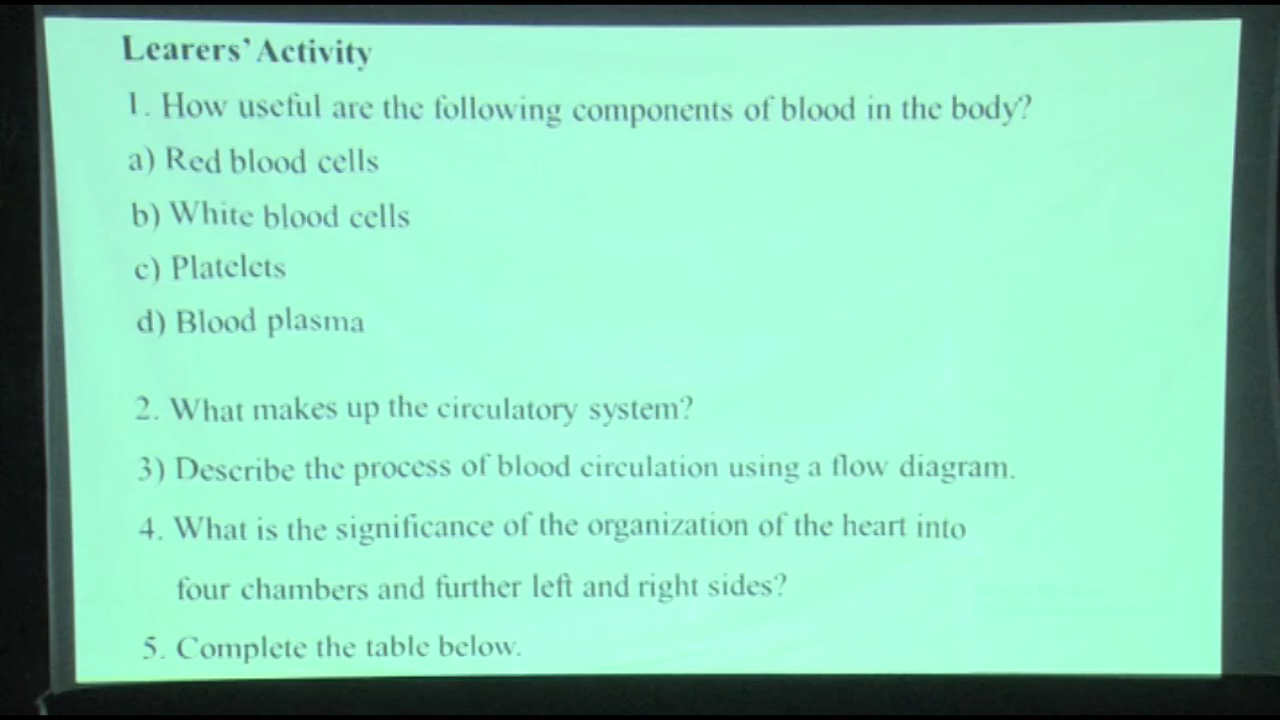 Learers' Activity
1. How useful are the following components of blood in the body?
a) Red blood cells
b) White blood cells
c) Platelets
d) Blood plasma
2. What makes up the circulatory system?
3) Describe the process of blood circulation using a flow diagram.
4. What is the significance of the organization of the heart into
four chambers and further left and right sides?
5. Complete the table below.